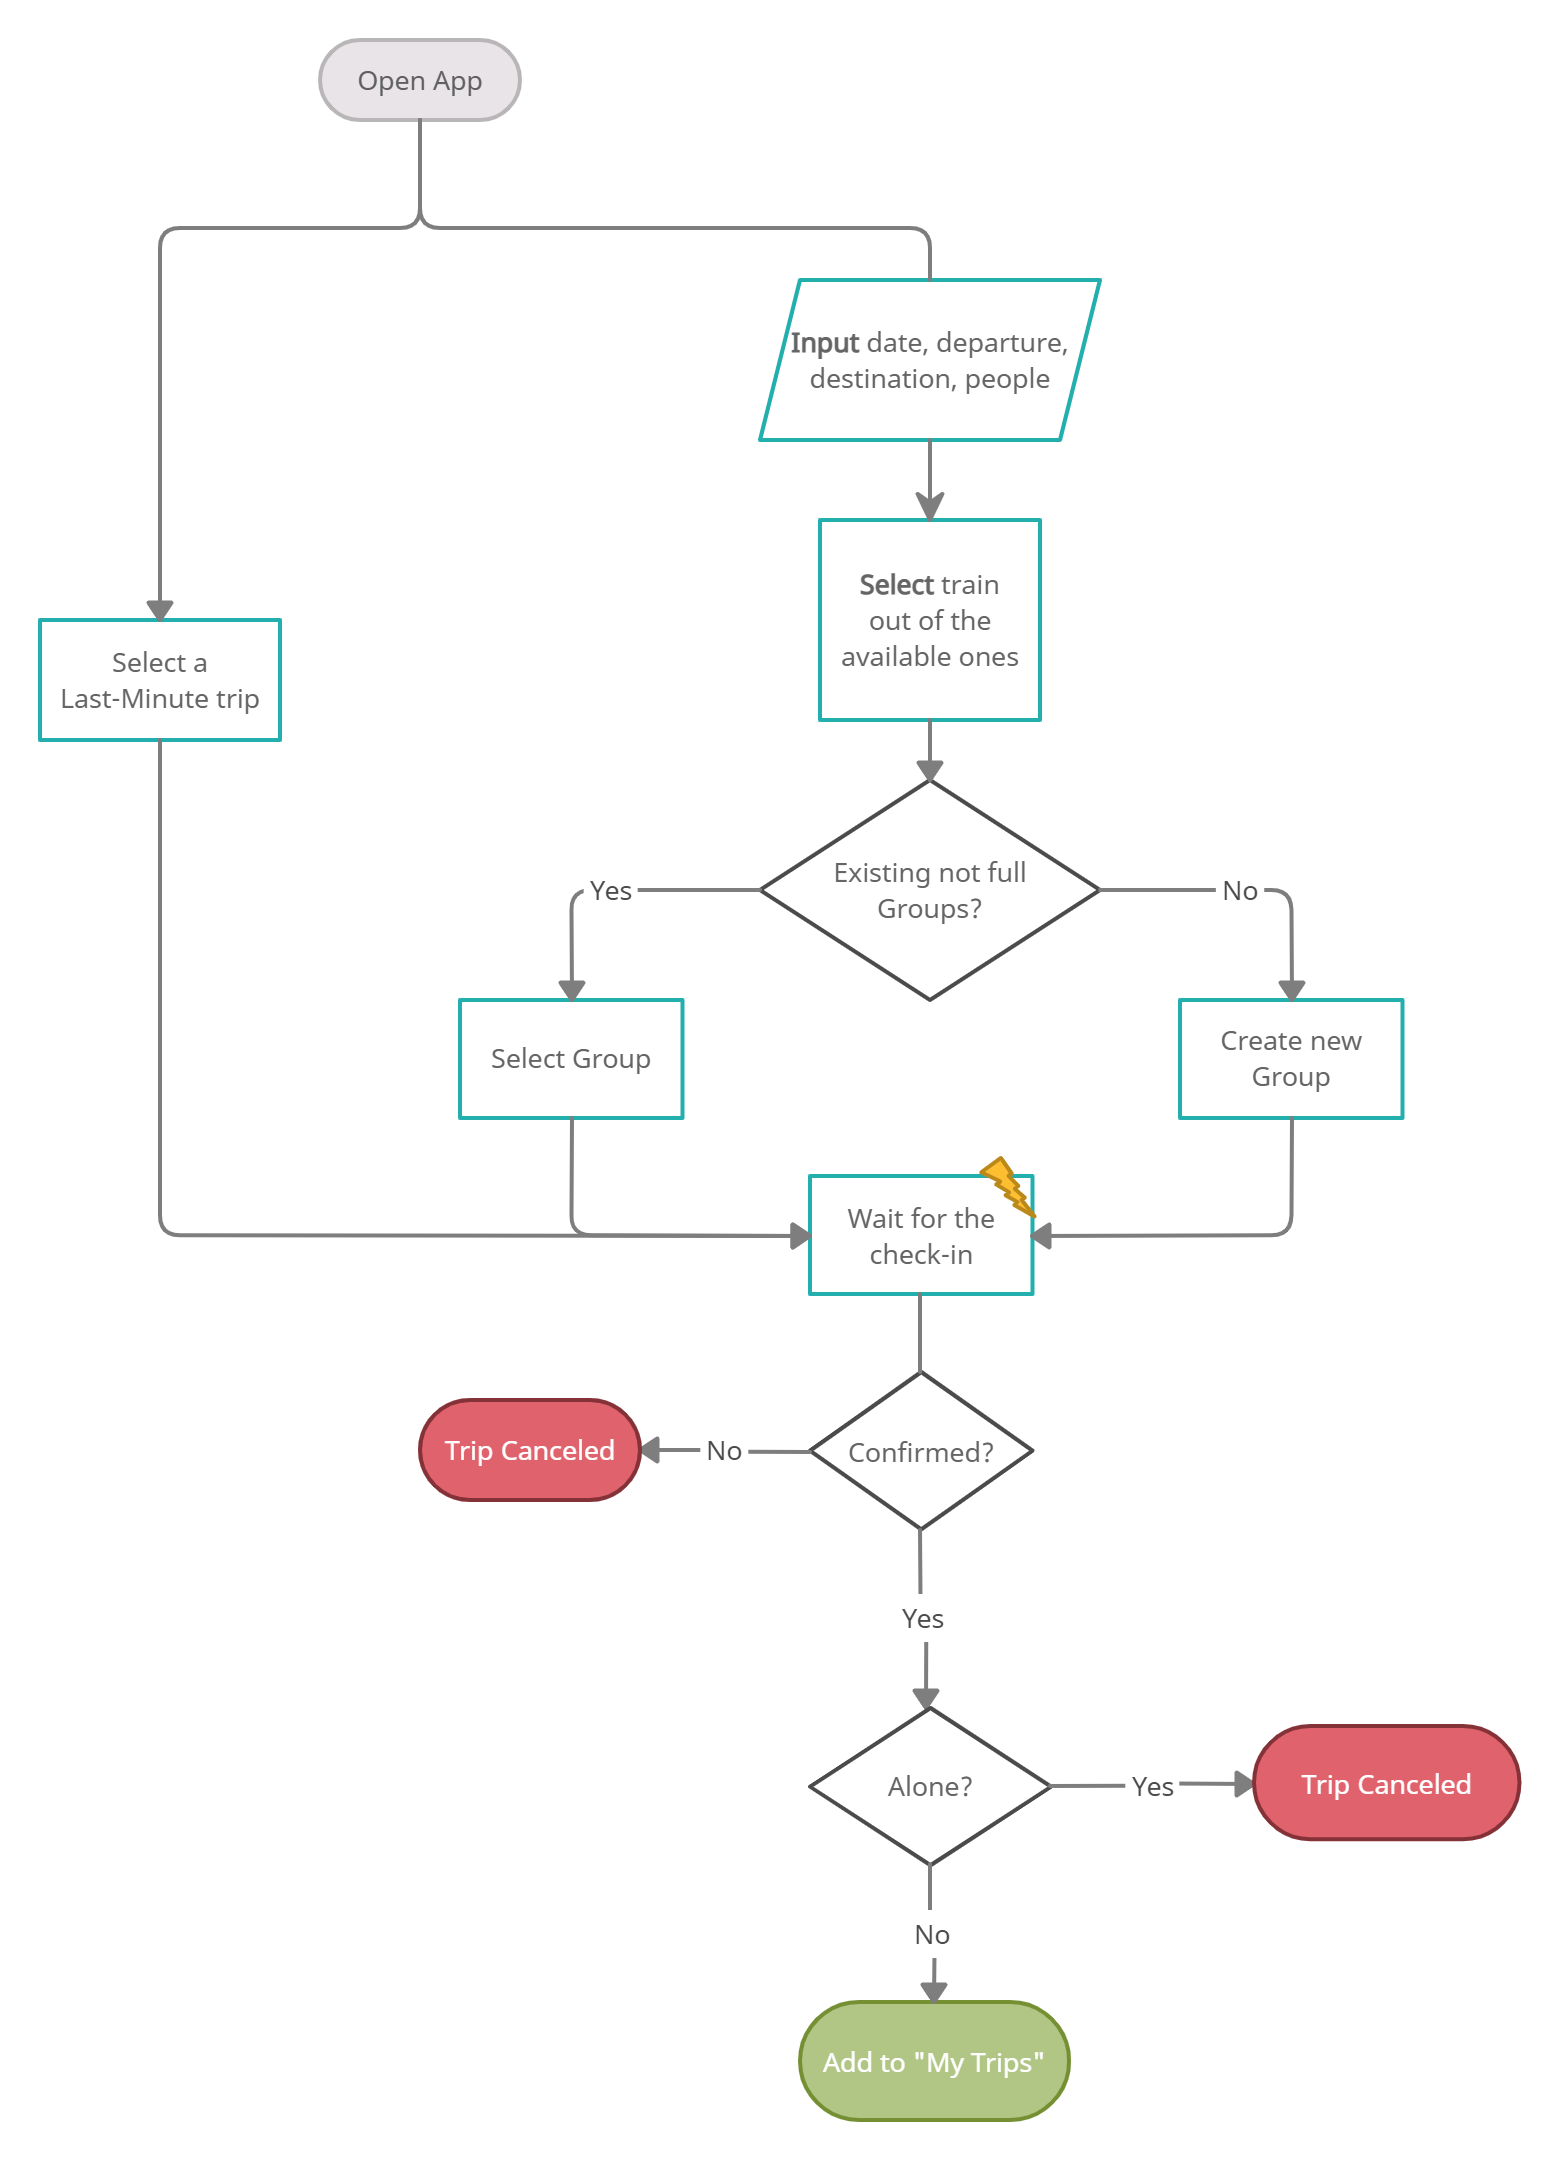 Open App
Input date, departure,
destination, people
Select train
out of the
available ones
Select a
Last-Minute trip
Existing not full
Groups?
Yes
No
Select Group
Create new
Group
Wait for the
check-in
Confirmed?
No
Trip Canceled
Yes
Alone?
Yes
Trip Canceled
No
Add to "My Trips"